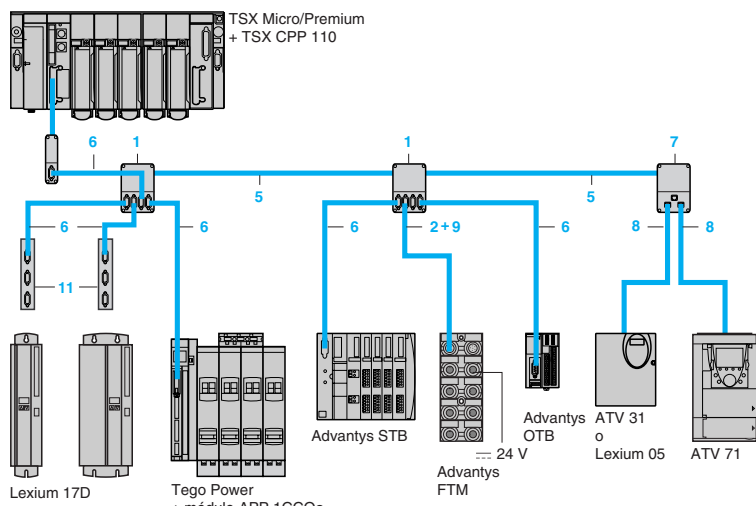 TSX Micro/Premium
+ TSX CPP 110
6
1
1
7
5
5
6
6
6
2+9
6
8
8
11
Advantys STB
24 V
Advantys
FTM
Advantys
OTB
ATV 31
o
Lexium 05
ATV 71
Lexium 17D
Tego Power